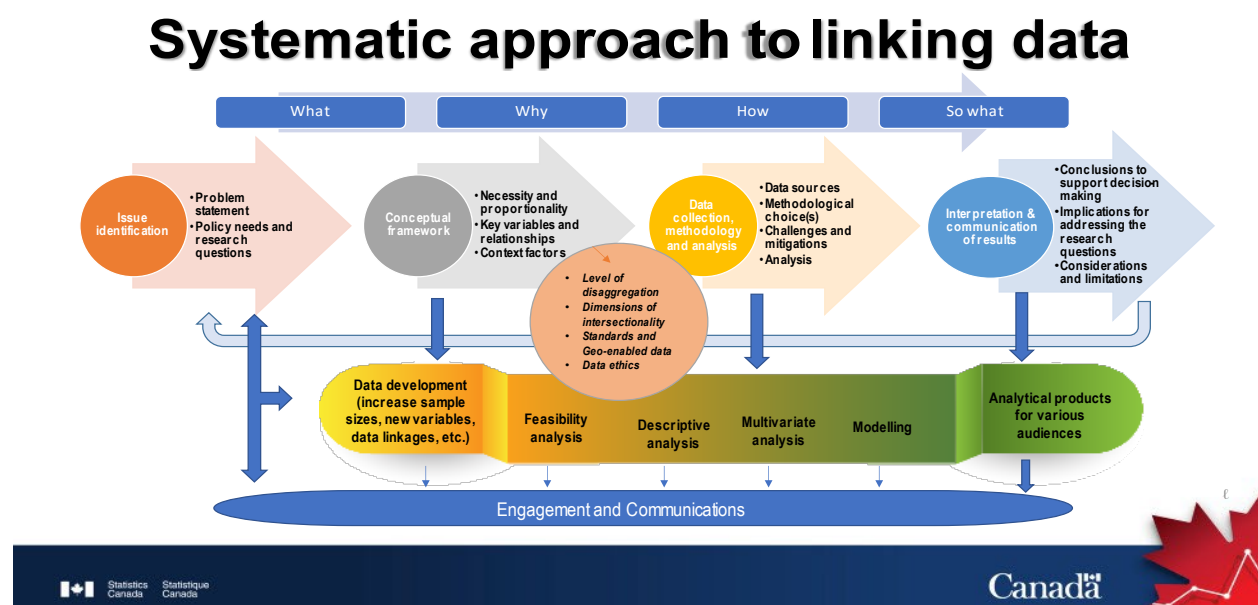 Systematic approach to linking data
What
Why
How
So what
Issue
identification
•Problem
statement
•Policy needs and
research
questions
Conceptual
framework
•Necessity and
proportionality
•Key variables and
relationships
•Context factors
Data
collection,
methodology
and analysis
•Data sources
•Methodological
choice(s)
•Challenges and
mitigations
•Analysis
Interpretation &
communication
of results
•Conclusions to
support decision
making
•Implications for
addressing the
research
questions
•Considerations
and limitations
• Level of
disaggregation
• Dimensions of
intersectionality
• Standards and
Geo-enabled data
• Data ethics
Data development
(increase sample
sizes, new variables,
data linkages, etc.)
Feasibility
analysis
Descriptive
analysis
Multivariate
analysis
Modelling
Analytical products
for various
audiences
Engagement and Communications
ℓ
Statistics
Canada
Statistique
Canada
Canada